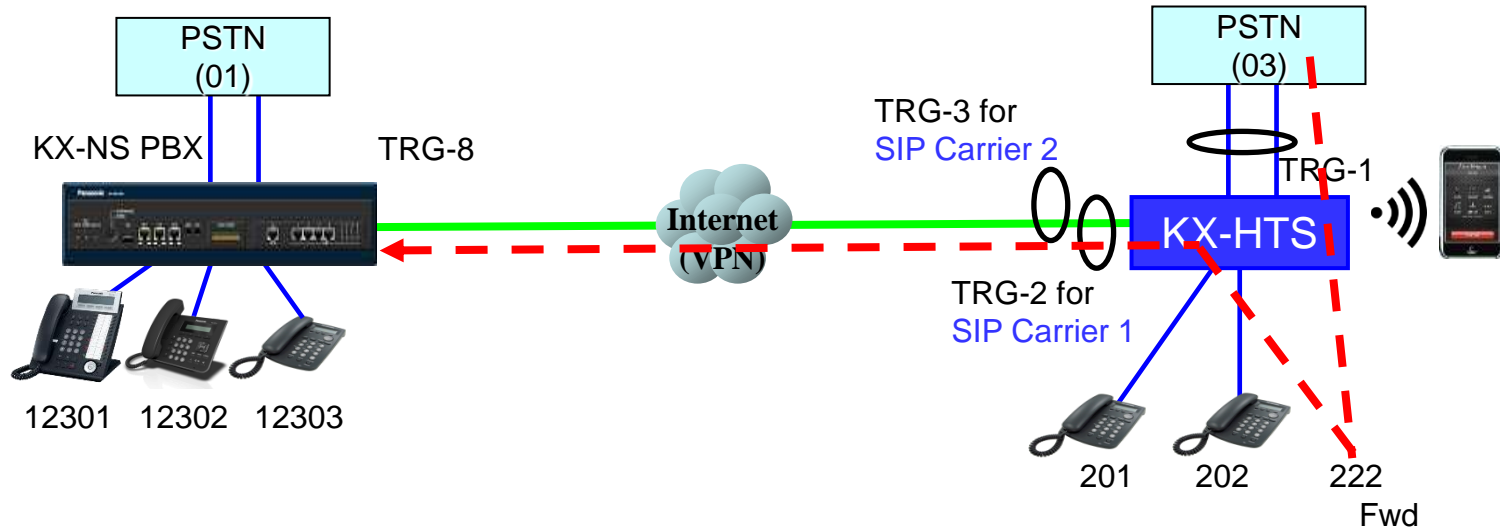 PSTN
(01)
KX-NS PBX
TRG-8
Panasonic
12301
12302
12303
Internet
(VPN)
TRG-3 for
SIP Carrier 2
TRG-2 for
SIP Carrier 1
PSTN
(03)
TRG-1
KX-HTS
201
202
222
Fwd